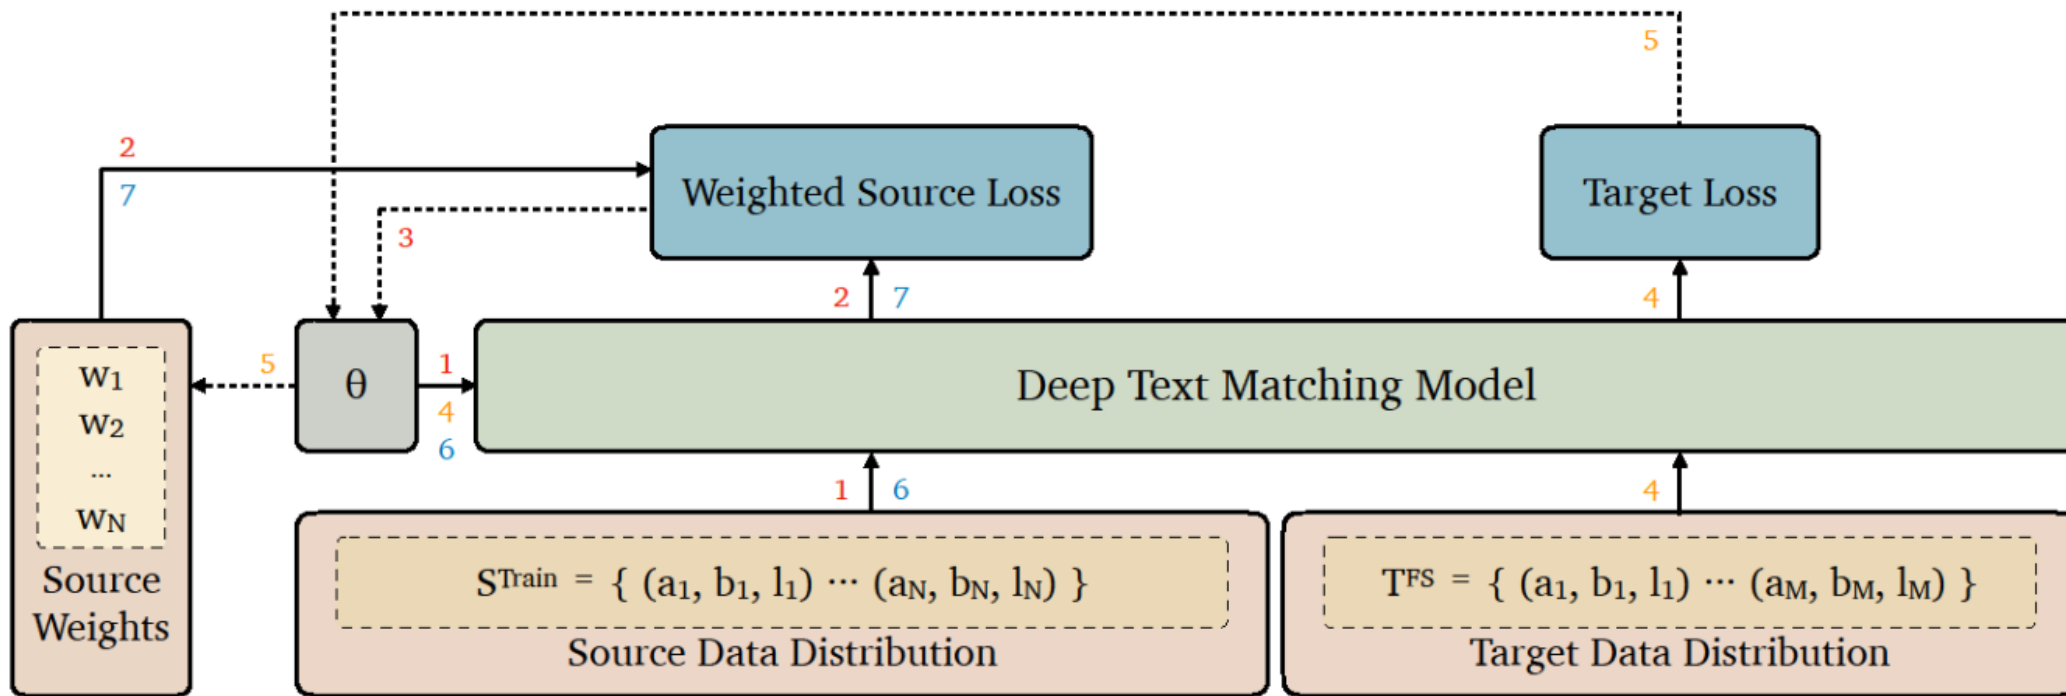 5
2
7
Weighted Source Loss
Target Loss
3
2 7
4
w1
w2
...
wN
Source
Weights
5
θ
1
4
6
Deep Text Matching Model
1 6
4
S^Train = { (a1, b1, l1) ··· (aN, bN, lN) }
Source Data Distribution
T^FS = { (a1, b1, l1) ··· (aM, bM, lM) }
Target Data Distribution